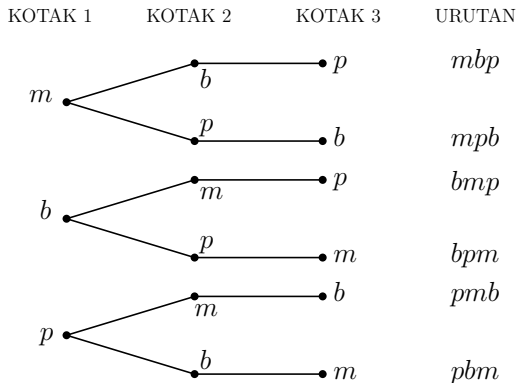 KOTAK 1 KOTAK 2 KOTAK 3 URUTAN
m b p mbp
p b mpb
b m p bmp
p m bpm
p m b pmb
b m pbm